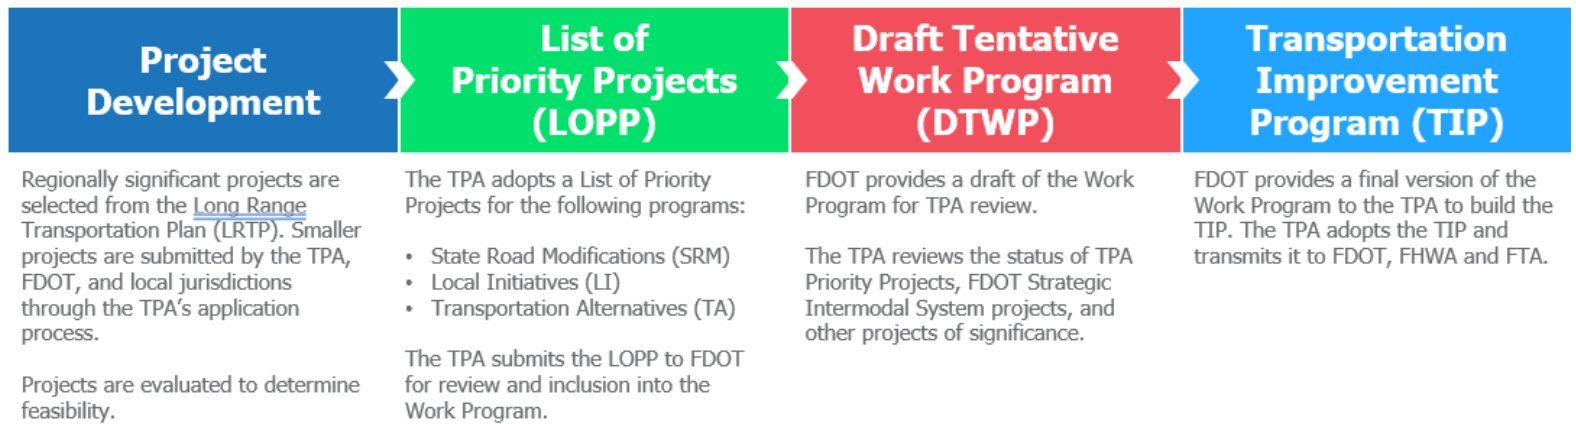 Project
Development
Regionally significant projects are
selected from the Long Range
Transportation Plan (LRTP). Smaller
projects are submitted by the TPA,
FDOT, and local jurisdictions
through the TPA's application
process.
Projects are evaluated to determine
feasibility.
List of
Priority Projects
(LOPP)
The TPA adopts a List of Priority
Projects for the following programs:
• State Road Modifications (SRM)
• Local Initiatives (LI)
• Transportation Alternatives (TA)
The TPA submits the LOPP to FDOT
for review and inclusion into the
Work Program.
Draft Tentative
Work Program
(DTWP)
FDOT provides a draft of the Work
Program for TPA review.
The TPA reviews the status of TPA
Priority Projects, FDOT Strategic
Intermodal System projects, and
other projects of significance.
Transportation
Improvement
Program (TIP)
FDOT provides a final version of the
Work Program to the TPA to build the
TIP. The TPA adopts the TIP and
transmits it to FDOT, FHWA and FTA.